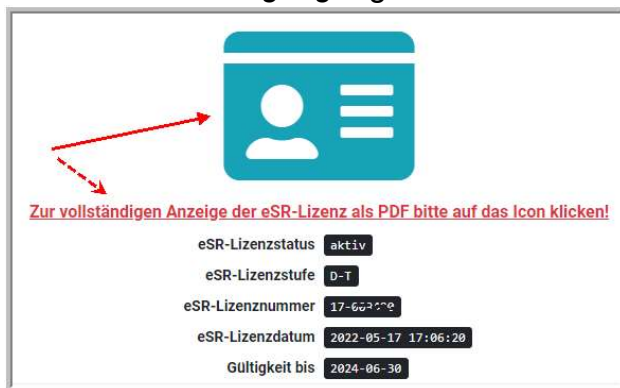 Zur vollständigen Anzeige der eSR-Lizenz als PDF bitte auf das Icon klicken!
eSR-Lizenzstatus aktiv
eSR-Lizenzstufe D-T
eSR-Lizenznummer
eSR-Lizenzdatum 2022-05-17 17:06:20
Gültigkeit bis 2024-06-30